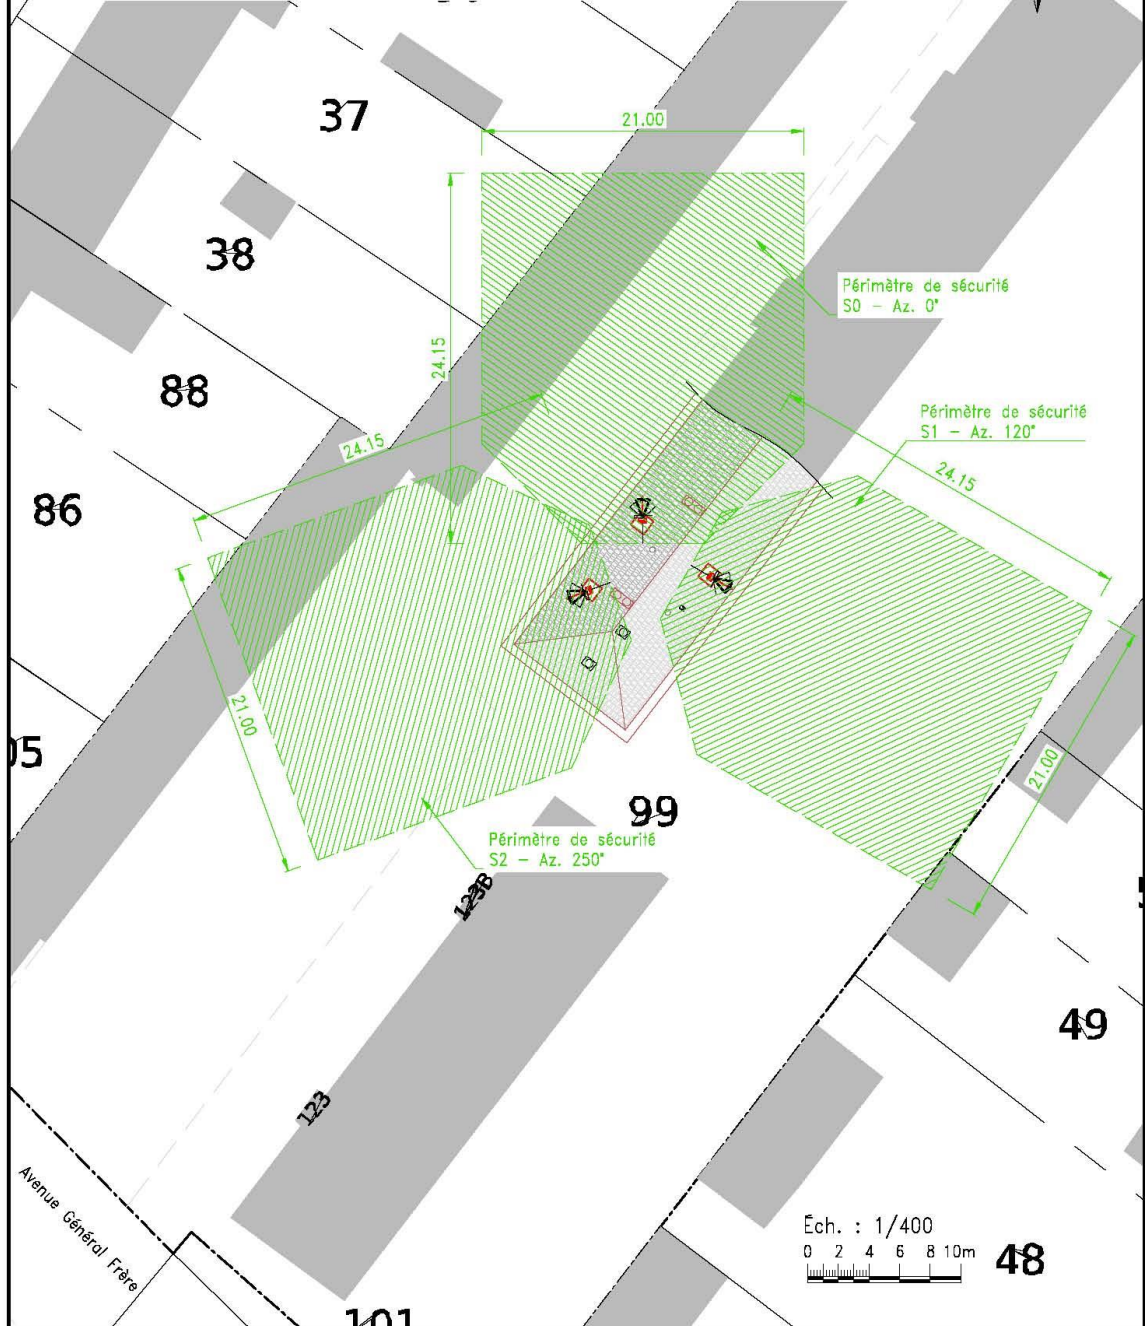 37
21.00
38
Périmètre de sécurité
S0 - Az. 0°
24.15
88
Périmètre de sécurité
S1 - Az. 120°
24.15
24.15
86
21.00
05
21.00
99
Périmètre de sécurité
S2 - Az. 250°
123B
49
123
Avenue Général Frère
Éch. : 1/400
0 2 4 6 8 10m
48
101